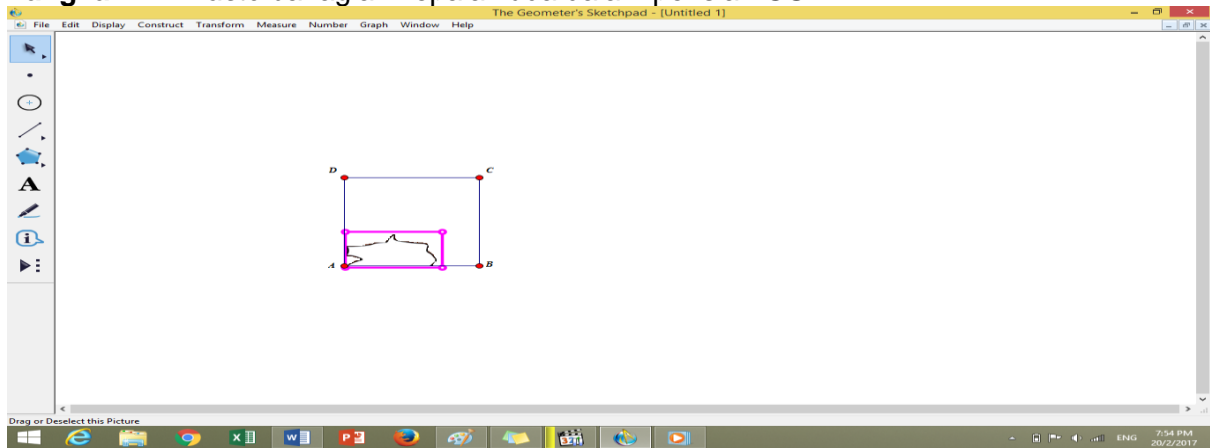 The Geometer's Sketchpad - [Untitled 1]
File Edit Display Construct Transform Measure Number Graph Window Help
D C
A B
A
Drag or Deselect this Picture
ENG 7:54 PM
20/2/2017